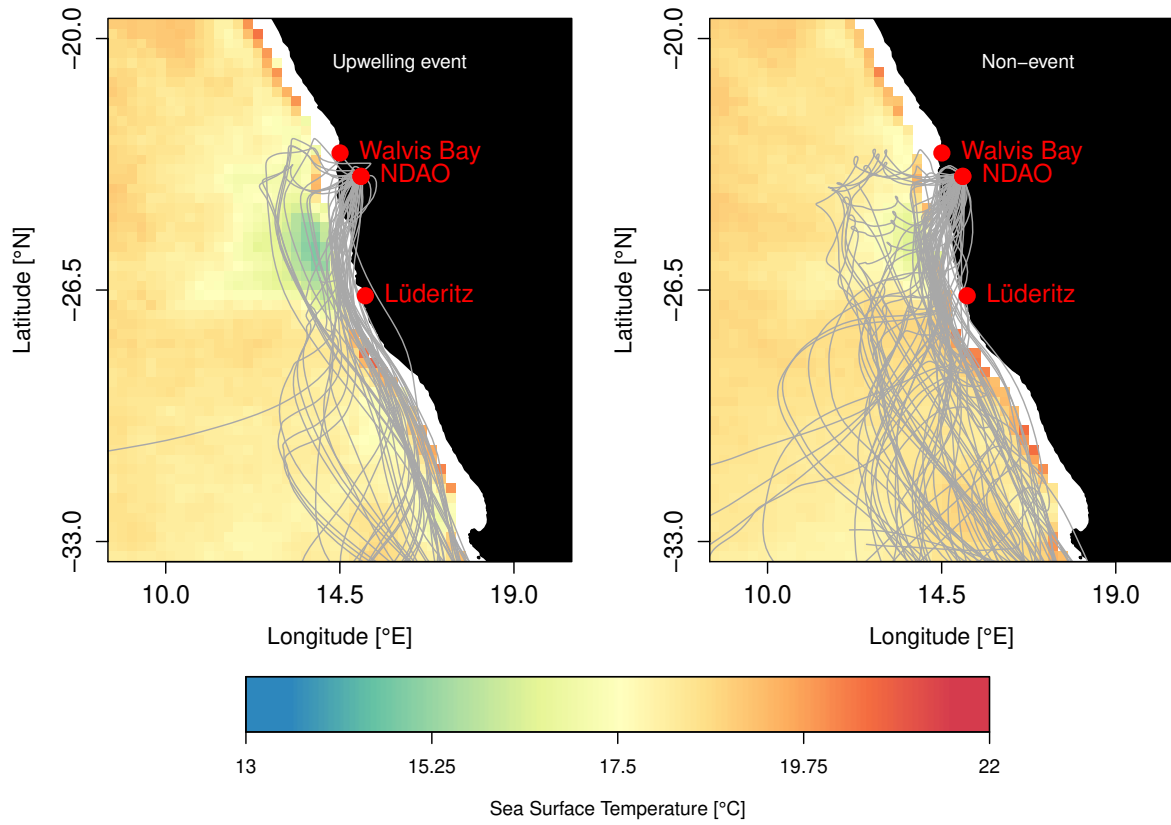 Upwelling event
Walvis Bay
NDAO
Lüderitz
−20.0
−26.5
−33.0
Latitude [°N]
10.0
14.5
19.0
Longitude [°E]
Non−event
Walvis Bay
NDAO
Lüderitz
−20.0
−26.5
−33.0
Latitude [°N]
10.0
14.5
19.0
Longitude [°E]
13
15.25
17.5
19.75
22
Sea Surface Temperature [°C]